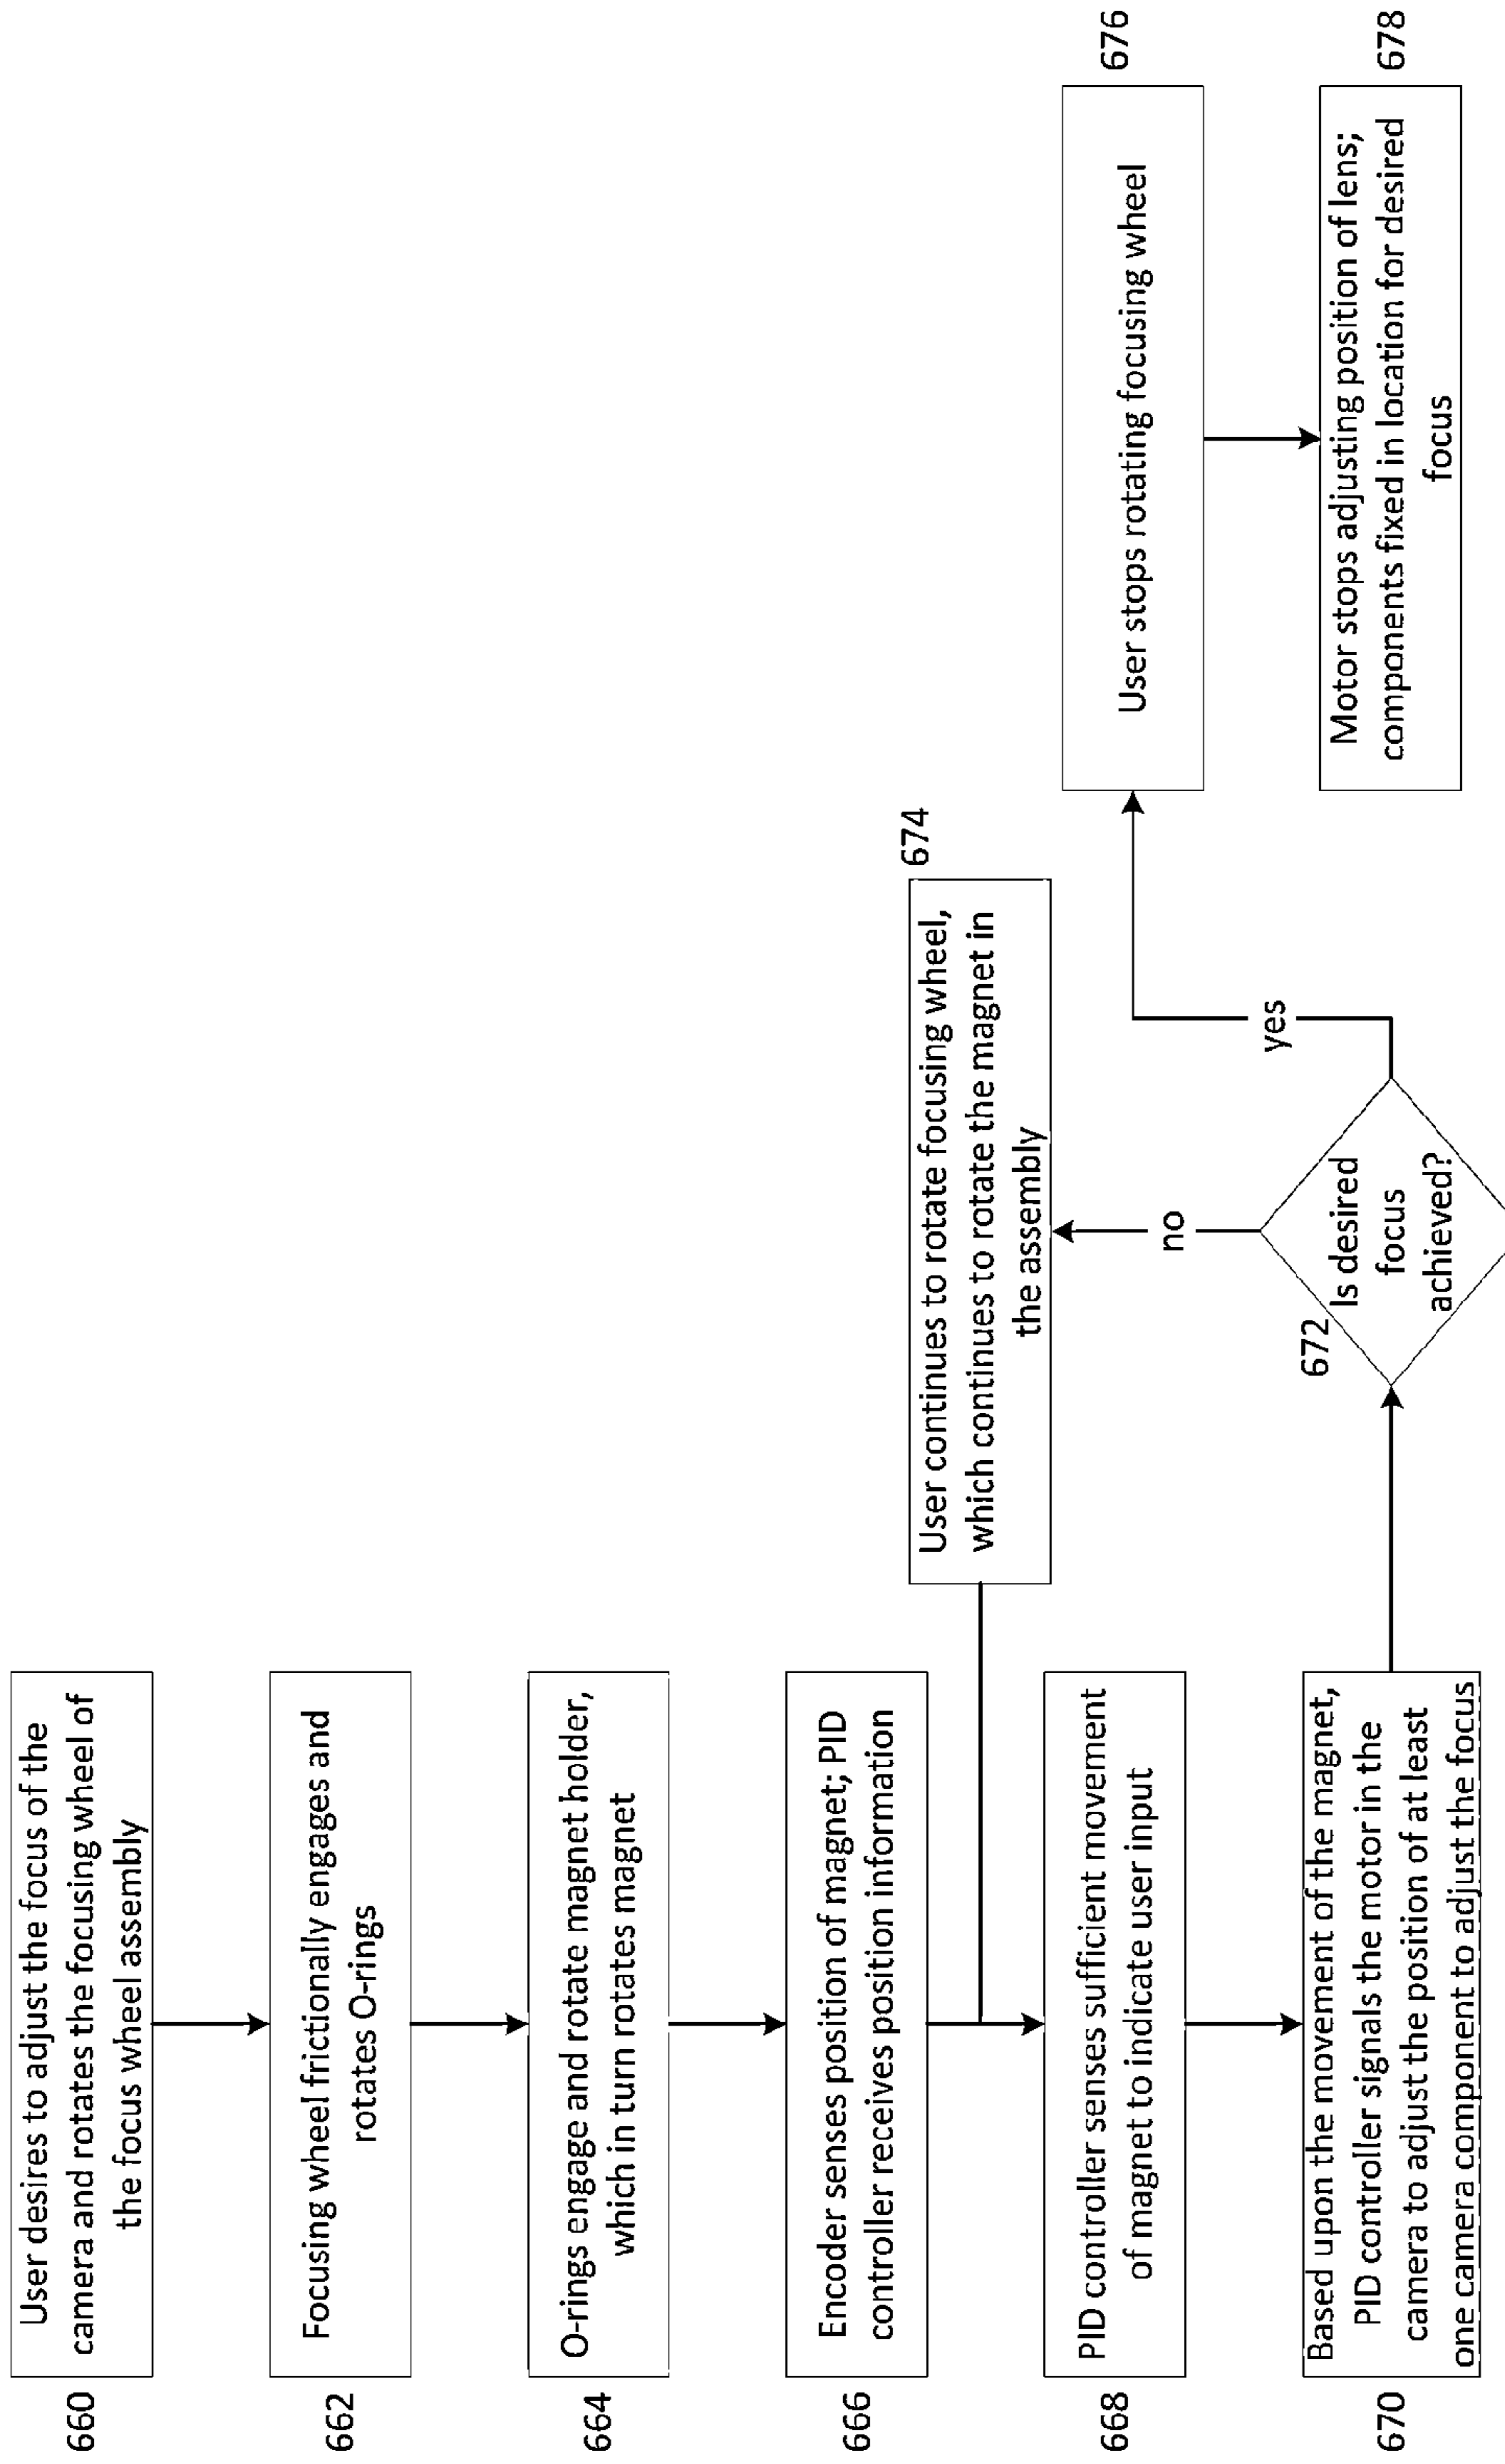 660
User desires to adjust the focus of the
camera and rotates the focusing wheel of
the focus wheel assembly
662
Focusing wheel frictionally engages and
rotates O-rings
664
O-rings engage and rotate magnet holder,
which in turn rotates magnet
666
Encoder senses position of magnet; PID
controller receives position information
668
PID controller senses sufficient movement
of magnet to indicate user input
670
Based upon the movement of the magnet,
PID controller signals the motor in the
camera to adjust the position of at least
one camera component to adjust the focus
672
Is desired
focus
achieved?
no
674
User continues to rotate focusing wheel,
which continues to rotate the magnet in
the assembly
yes
676
User stops rotating focusing wheel
678
Motor stops adjusting position of lens;
components fixed in location for desired
focus